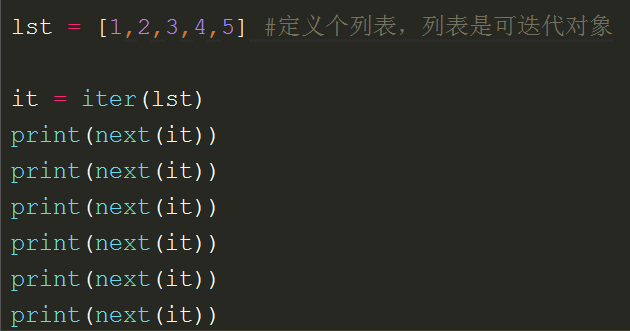 lst = [1,2,3,4,5] #定义个列表，列表是可迭代对象
it = iter(lst)
print(next(it))
print(next(it))
print(next(it))
print(next(it))
print(next(it))
print(next(it))